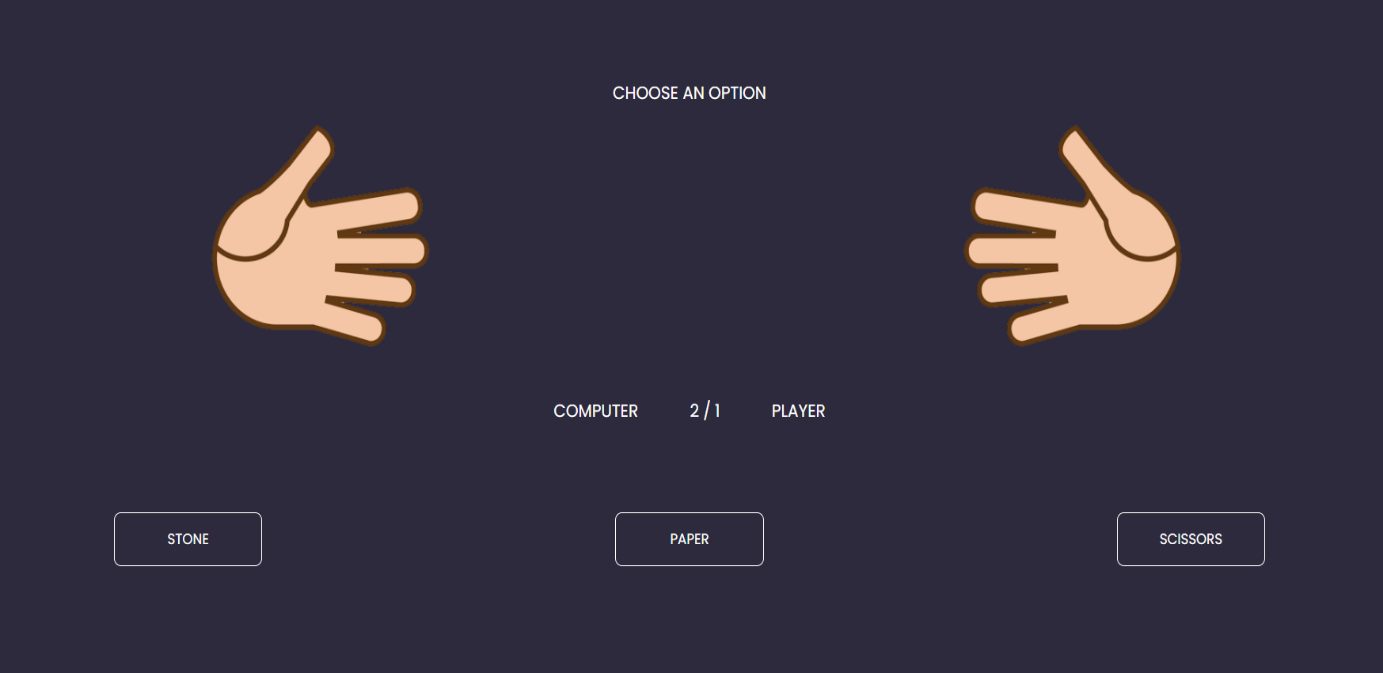 CHOOSE AN OPTION
COMPUTER 2 / 1 PLAYER
STONE PAPER SCISSORS